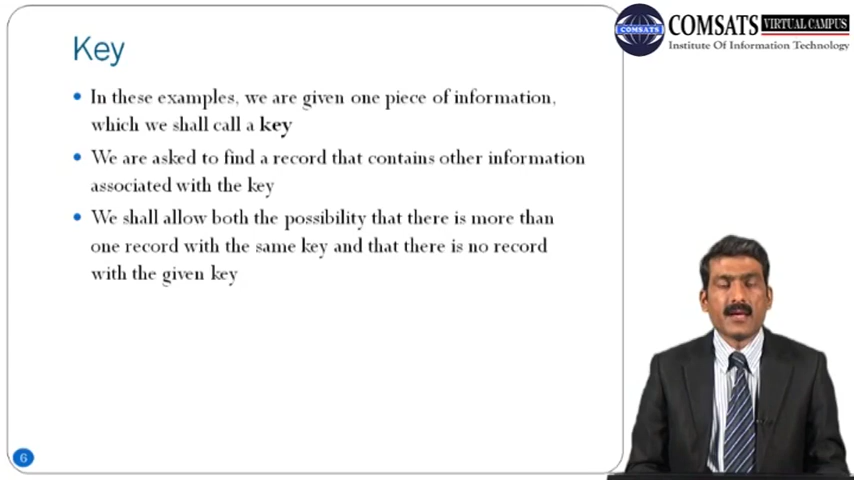 COMSATS VIRTUAL CAMPUS
COMSATS
Institute Of Information Technology
Key
In these examples, we are given one piece of information,
which we shall call a key
We are asked to find a record that contains other information
associated with the key
We shall allow both the possibility that there is more than
one record with the same key and that there is no record
with the given key
6